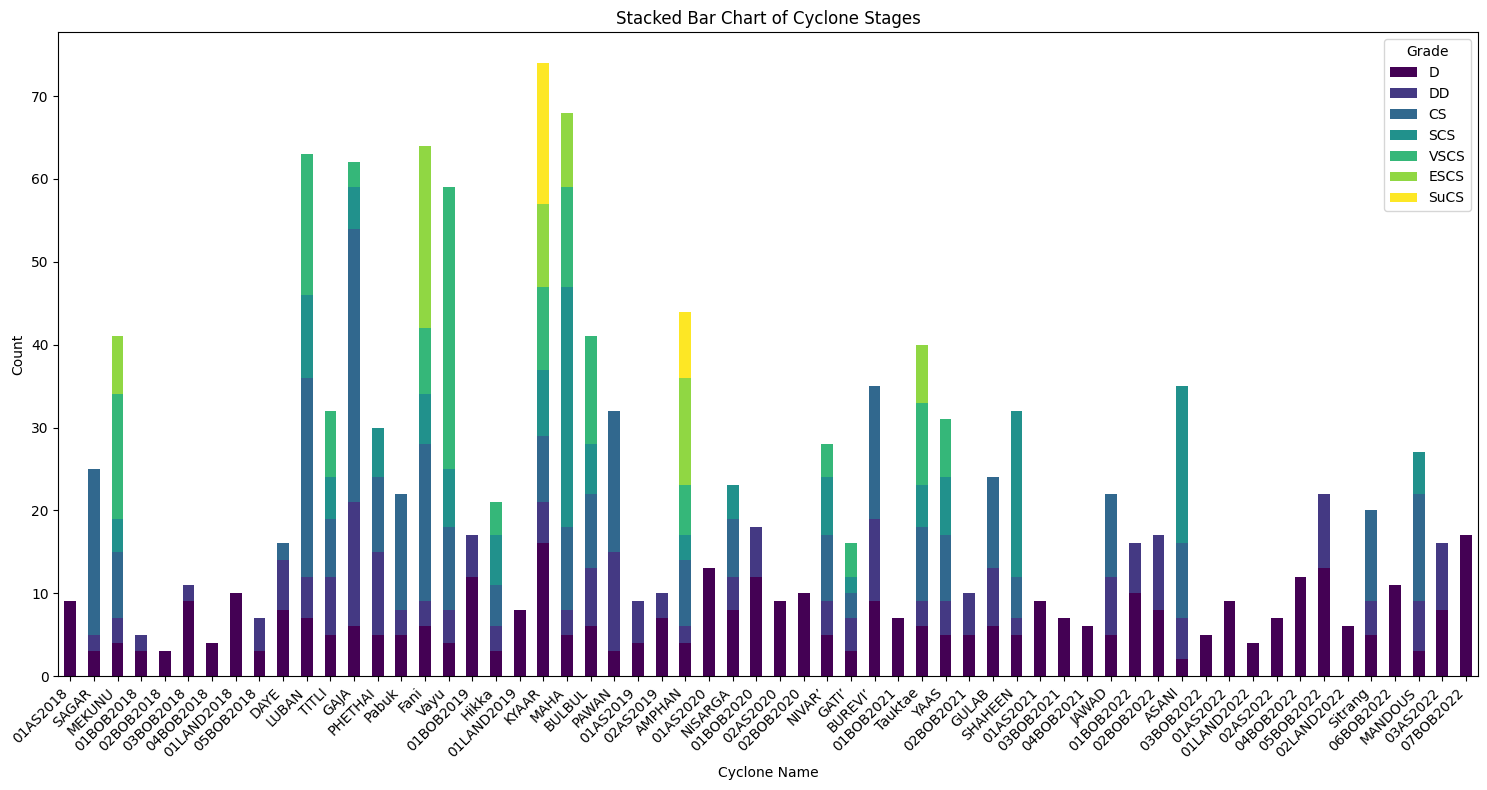 Stacked Bar Chart of Cyclone Stages
Grade
D
DD
CS
SCS
VSCS
ESCS
SuCS
Count
70
60
50
40
30
20
10
0
01AS2018
SAGAR
MEKUNU
01BOB2018
02BOB2018
03BOB2018
04BOB2018
01LAND2018
05BOB2018
DAYE
LUBAN
TITLI
GAJA
PHETHAI
Pabuk
Fani
Vayu
01BOB2019
Hikka
01LAND2019
KYAAR
MAHA
BULBUL
PAWAN
01AS2019
02AS2019
AMPHAN
01AS2020
NISARGA
01BOB2020
02AS2020
02BOB2020
NIVAR'
GATI'
BUREVI'
01BOB2021
Tauktae
YAAS
02BOB2021
GULAB
SHAHEEN
01AS2021
03BOB2021
04BOB2021
JAWAD
01BOB2022
02BOB2022
ASANI
03BOB2022
01AS2022
01LAND2022
02AS2022
04BOB2022
05BOB2022
02LAND2022
Sitrang
06BOB2022
MANDOUS
03AS2022
07BOB2022
Cyclone Name